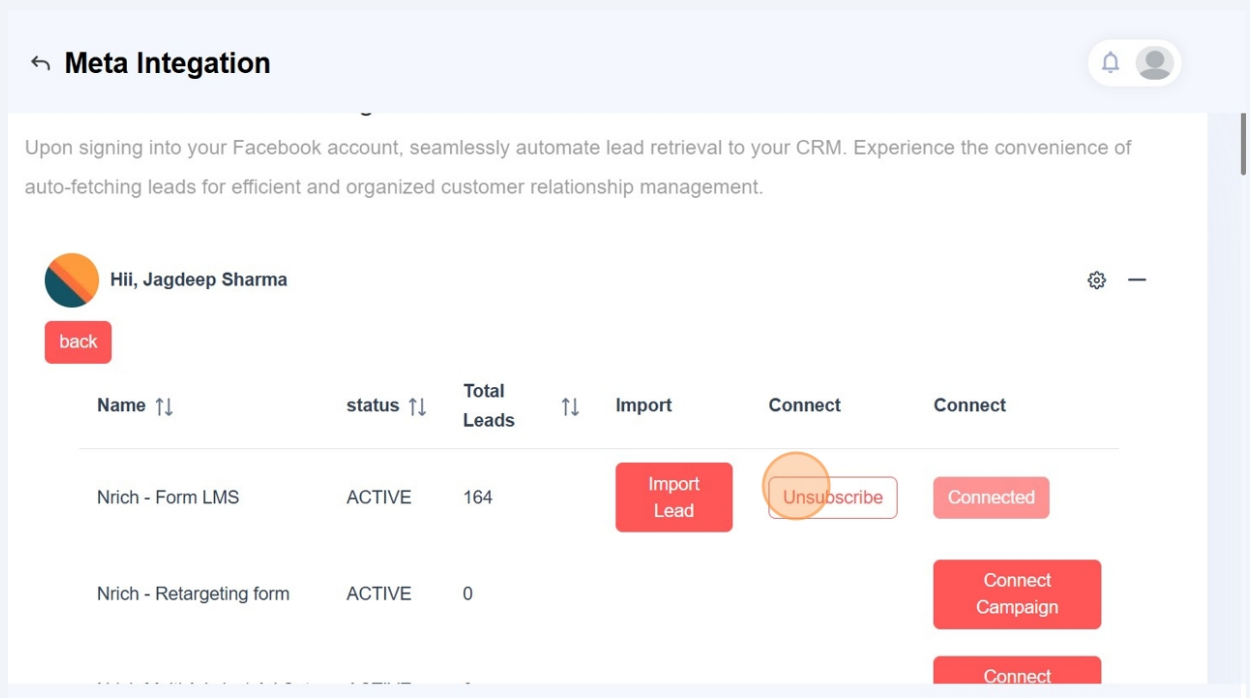 Meta Integation
Upon signing into your Facebook account, seamlessly automate lead retrieval to your CRM. Experience the convenience of
auto-fetching leads for efficient and organized customer relationship management.
Hii, Jagdeep Sharma
back
Name
status
Total
Leads
Import
Connect
Connect
Nrich - Form LMS
ACTIVE
164
Import
Lead
Unsubscribe
Connected
Nrich - Retargeting form
ACTIVE
0
Connect
Campaign
Connect